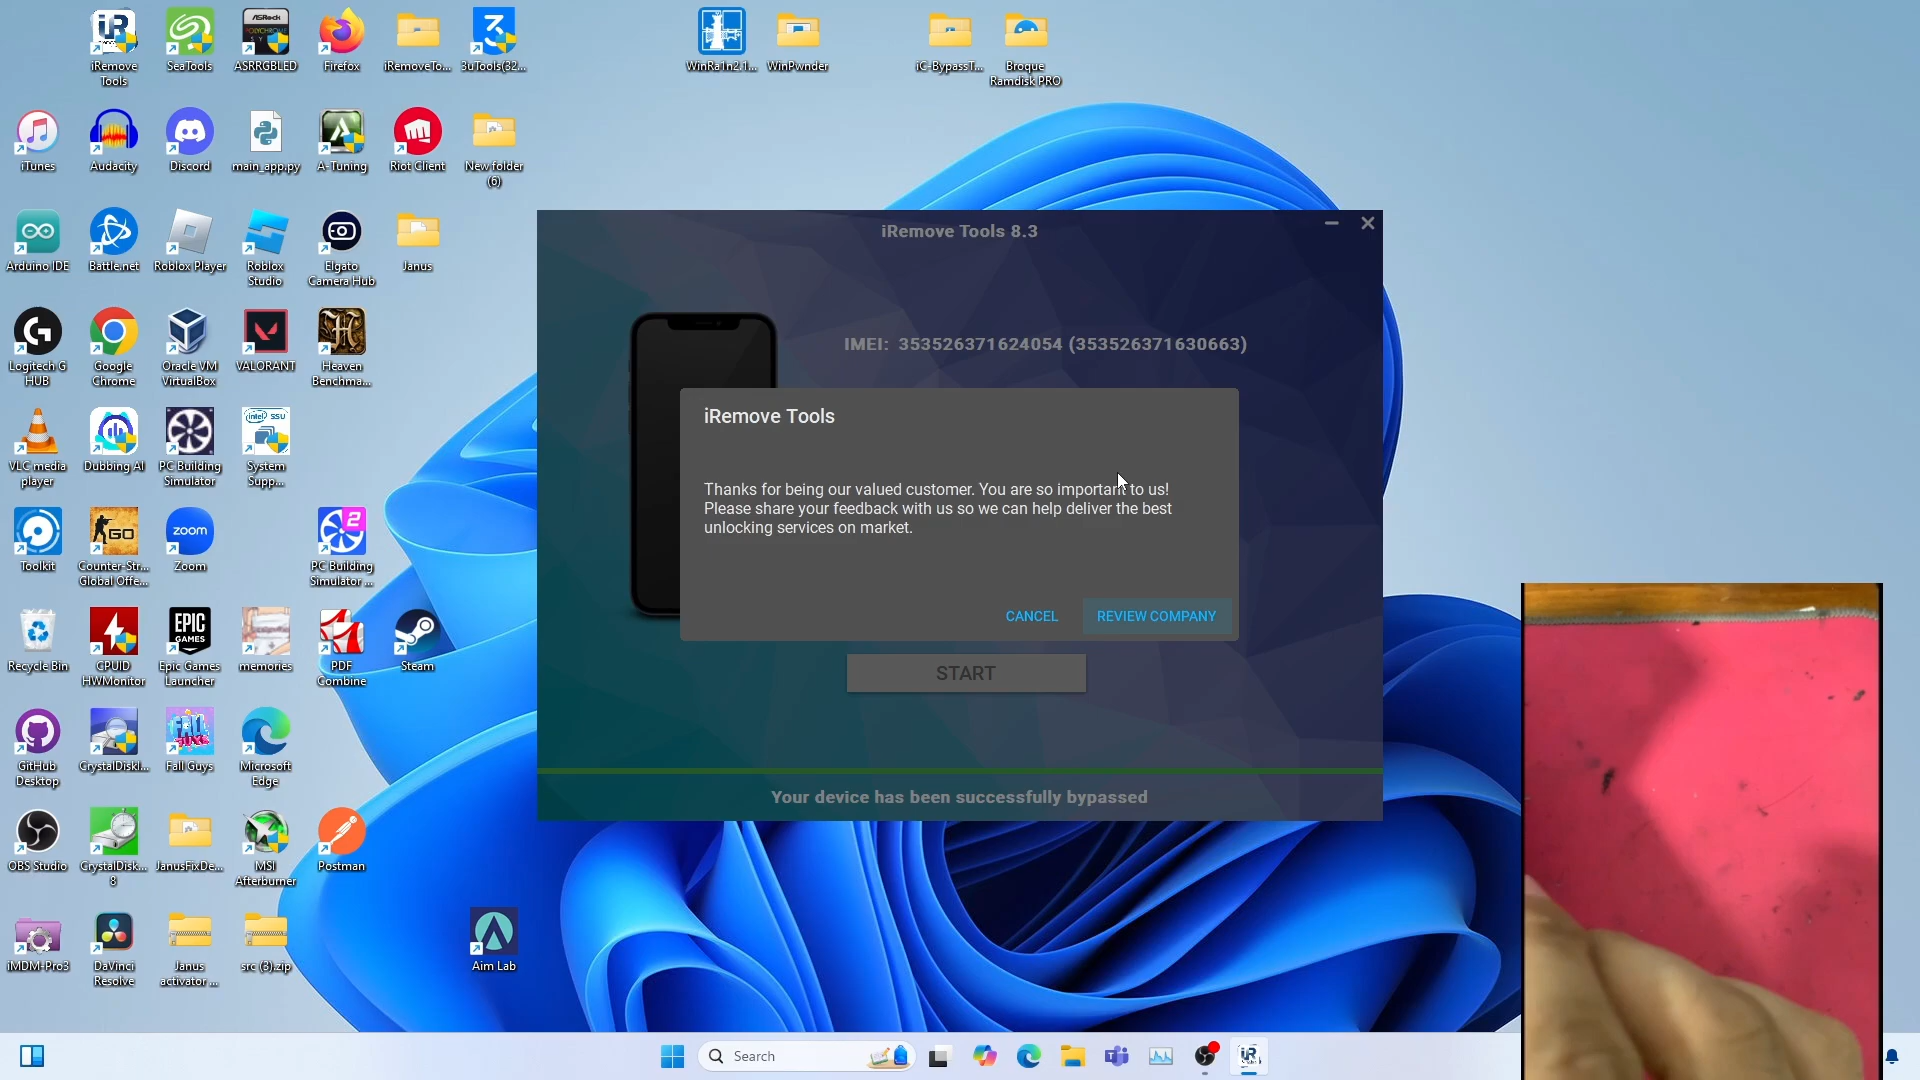 iRemove
Tools
SeaTools
ASRRGBLED
Firefox
iRemoveTo...
3uTools(32...
WinRa1n2.1...
WinPwnder
iC-BypassT...
Broque
Ramdisk PRO
iTunes
Audacity
Discord
main_app.py
A-Tuning
Riot Client
New folder
(6)
Arduino IDE
Battle.net
Roblox Player
Roblox
Studio
Elgato
Camera Hub
Janus
Logitech G
HUB
Google
Chrome
Oracle VM
VirtualBox
VALORANT
Heaven
Benchma...
VLC media
player
Dubbing AI
PC Building
Simulator
System
Supp...
Toolkit
Counter-Str...
Global Offe...
Zoom
PC Building
Simulator ...
Recycle Bin
CPUID
HWMonitor
Epic Games
Launcher
memories
PDF
Combine
Steam
GitHub
Desktop
CrystalDiskI...
Fall Guys
Microsoft
Edge
OBS Studio
CrystalDisk...
8
JanusFixDe...
MSI
Afterburner
Postman
iMDM-Pro3
DaVinci
Resolve
Janus
activator ...
src (3).zip
Aim Lab
iRemove Tools 8.3
IMEI: 353526371624054 (353526371630663)
iRemove Tools
Thanks for being our valued customer. You are so important to us!
Please share your feedback with us so we can help deliver the best
unlocking services on market.
CANCEL
REVIEW COMPANY
START
Your device has been successfully bypassed
Search